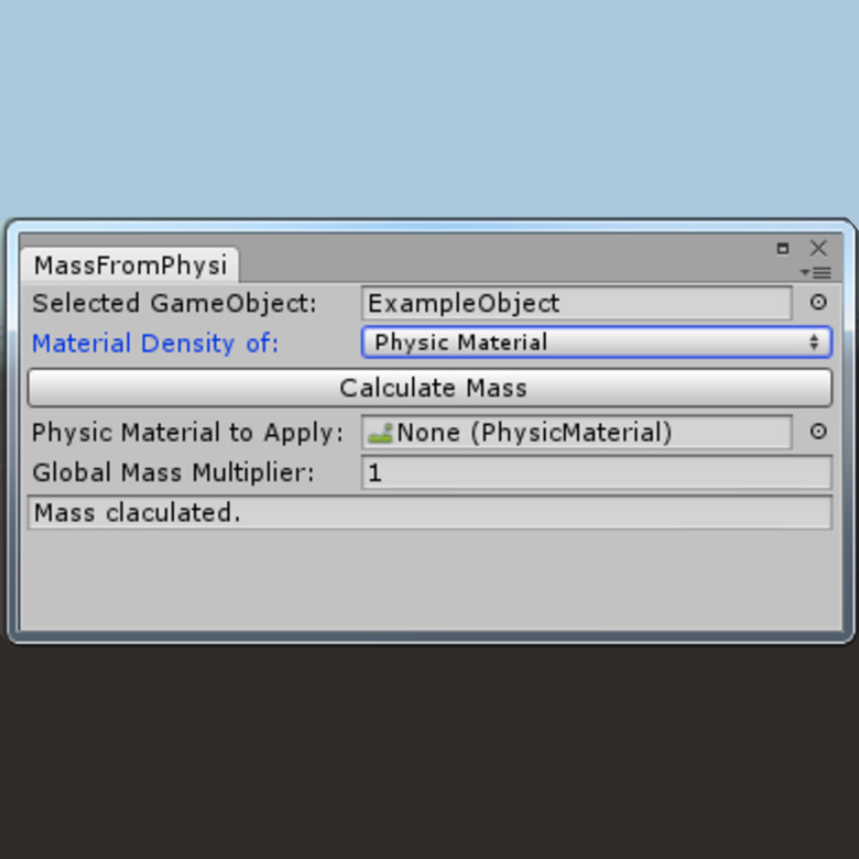 MassFromPhysi
Selected GameObject: ExampleObject
Material Density of: Physic Material
Calculate Mass
Physic Material to Apply: None (PhysicMaterial)
Global Mass Multiplier: 1
Mass claculated.